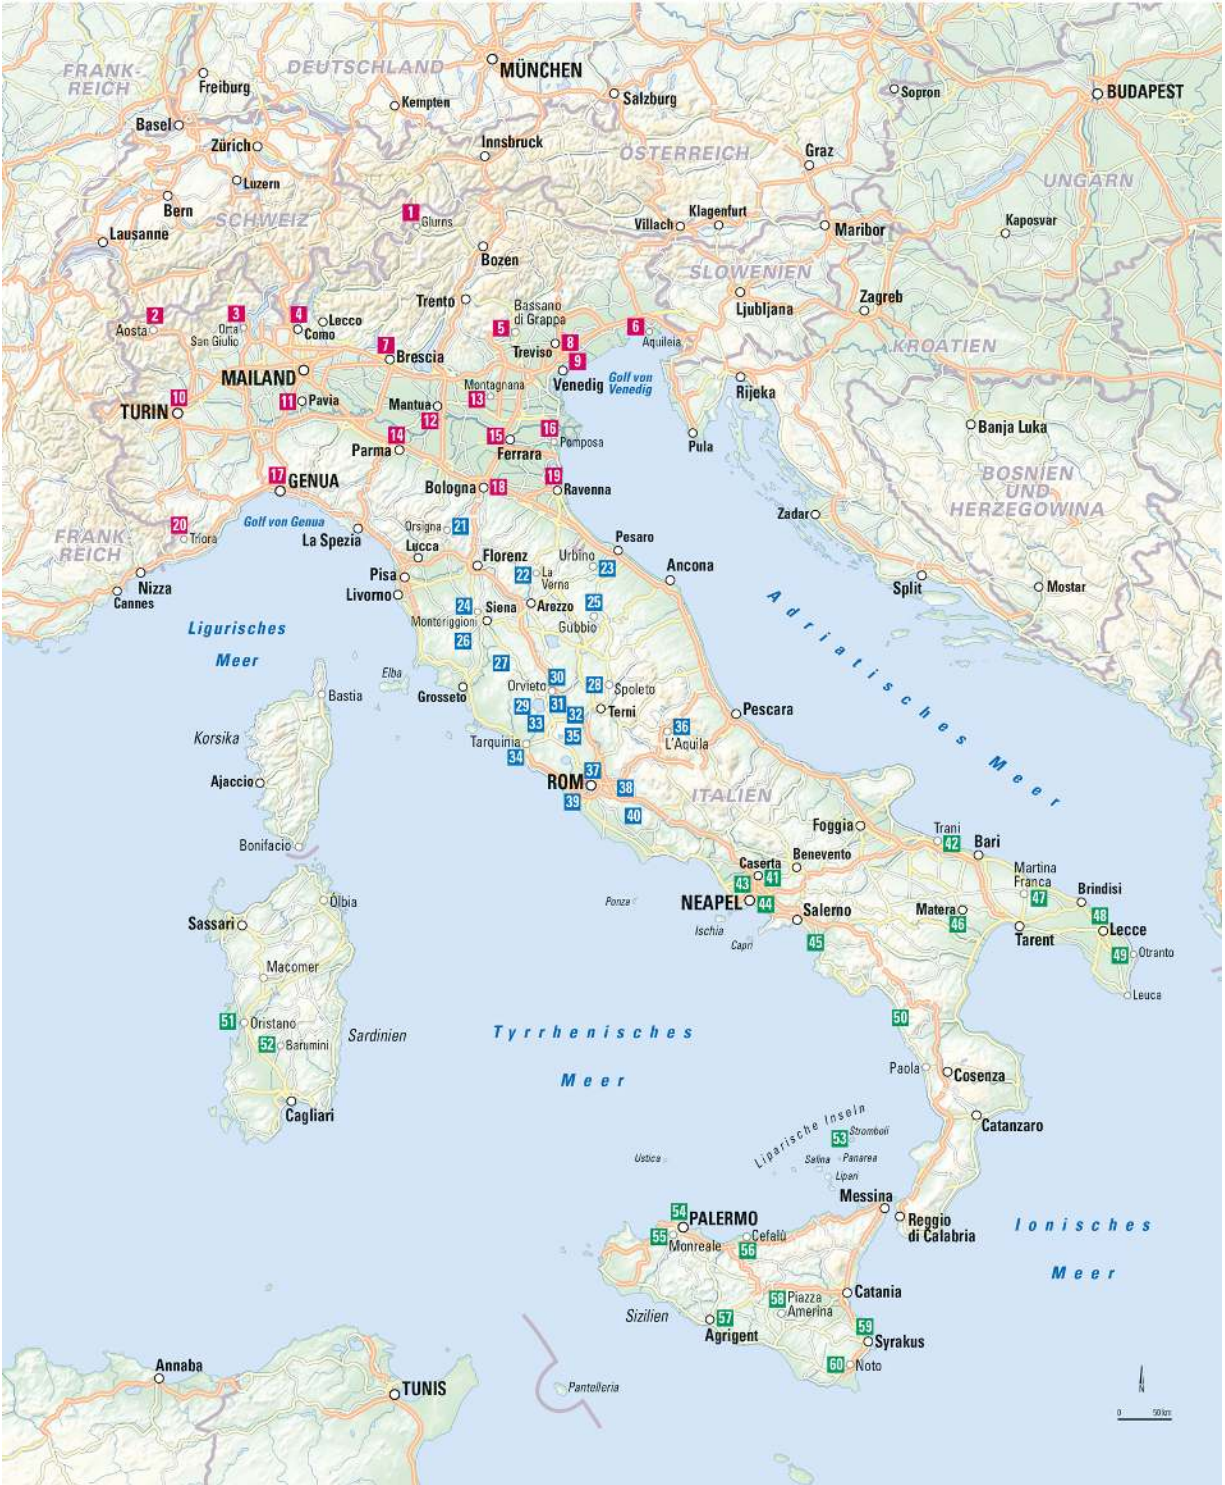 MÜNCHEN
FRANK-
REICH
DEUTSCHLAND
Freiburg
Kempten
Salzburg
Sopron
BUDAPEST
Basel
Zürich
Innsbruck
ÖSTERREICH
Graz
Luzern
UNGARN
Bern
SCHWEIZ
1
Glurns
Villach
Klagenfurt
Maribor
Kaposvar
Lausanne
Bozen
SLOWENIEN
Ljubljana
Zagreb
Trento
2
Aosta
3
Orta
San Giulio
4
Lecco
Como
Bassano
di Grappa
5
6
Aquileia
7
Brescia
Treviso
8
9
KROATIEN
MAILAND
Venedig
Golf von
Venedig
Rijeka
10
TURIN
11
Pavia
Mantua
12
Montagnana
13
14
Parma
15
Ferrara
16
Pomposa
Pula
Banja Luka
17
GENUA
Bologna
18
19
Ravenna
BOSNIEN
UND
HERZEGOWINA
20
Triora
FRANK-
REICH
Golf von Genua
La Spezia
Orsigna
21
Zadar
Lucca
Florenz
Urbino
Pesaro
Nizza
Cannes
Pisa
Livorno
22
La
Verna
23
Ancona
Split
Mostar
24
Siena
Monteriggioni
Arezzo
25
Gubbio
Ligurisches
Meer
26
Adriatisches Meer
27
Elba
Bastia
Grosseto
Orvieto
30
28
Spoleto
29
31
32
Terni
33
35
Pescara
Korsika
Tarquinia
34
36
L'Aquila
Ajaccio
ROM
37
38
39
40
ITALIEN
Bonifacio
Foggia
Trani
42
Bari
Benevento
Caserta
41
43
NEAPEL
44
Martina
Franca
47
Brindisi
Olbia
Ponza
Salerno
Matera
46
48
Lecce
Sassari
Ischia
Capri
45
Tarent
49
Otranto
Macomer
Leuca
51
Oristano
52
Barumini
Sardinien
Tyrrhenisches
Meer
50
Paola
Cosenza
Cagliari
Catanzaro
Liparische Inseln
53
Stromboli
Ustica
Salina
Panarea
Lipari
Messina
54
PALERMO
55
Monreale
Cefalù
56
Reggio
di Calabria
Ionisches
Meer
58
Piazza
Amerina
Catania
Sizilien
57
Agrigent
59
Syrakus
60
Noto
Annaba
TUNIS
Pantelleria
N
0 50 km